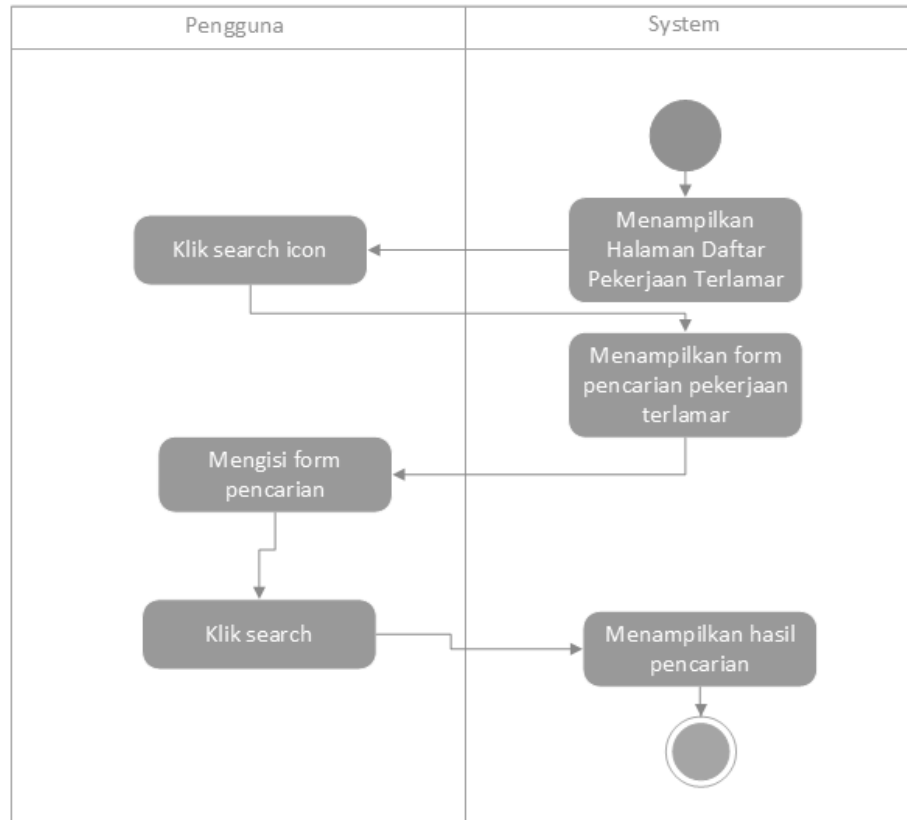 Pengguna
System
Menampilkan
Halaman Daftar
Pekerjaan Terlamar
Klik search icon
Menampilkan form
pencarian pekerjaan
terlamar
Mengisi form
pencarian
Klik search
Menampilkan hasil
pencarian